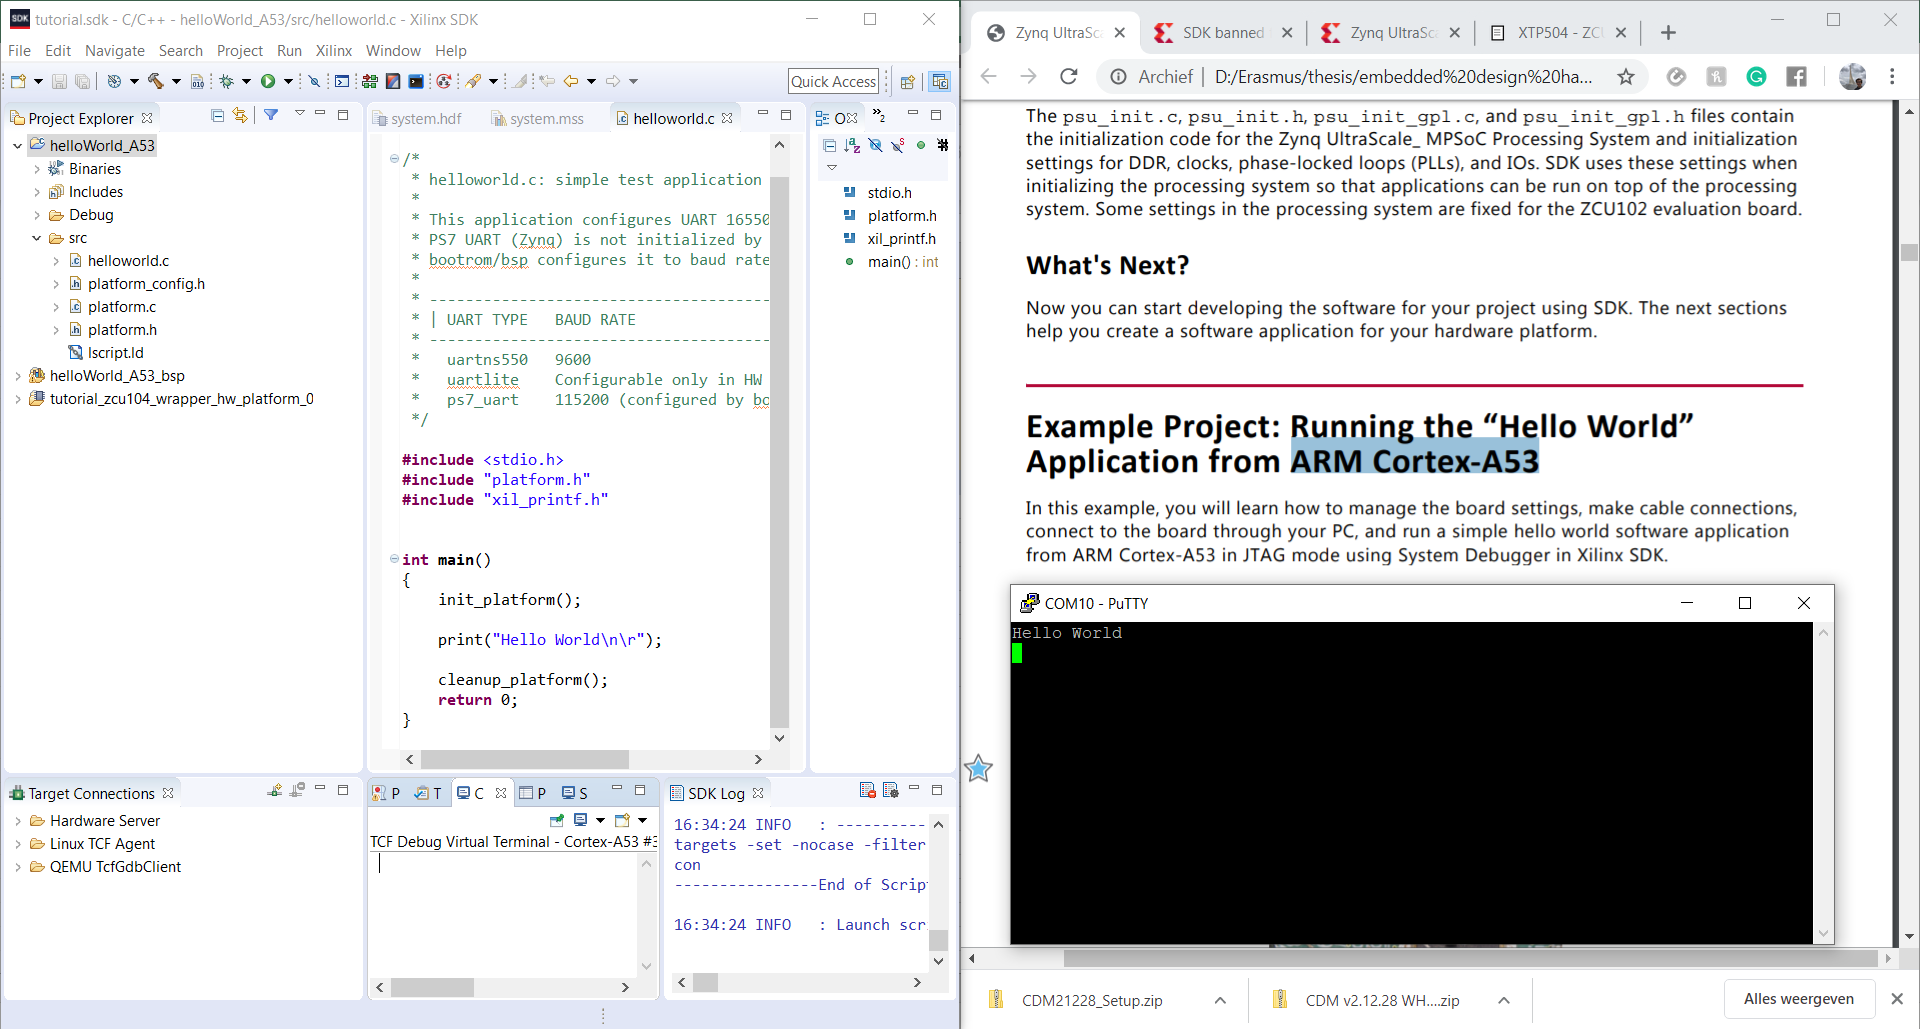 tutorial.sdk - C/C++ - helloWorld_A53/src/helloworld.c - Xilinx SDK
File Edit Navigate Search Project Run Xilinx Window Help
Quick Access
Project Explorer
helloWorld_A53
Binaries
Includes
Debug
src
helloworld.c
platform_config.h
platform.c
platform.h
lscript.ld
helloWorld_A53_bsp
tutorial_zcu104_wrapper_hw_platform_0
system.hdf system.mss helloworld.c
/*
* helloworld.c: simple test application
*
* This application configures UART 16550
* PS7 UART (Zynq) is not initialized by
* bootrom/bsp configures it to baud rate
*
* --------------------------------------
* | UART TYPE   BAUD RATE
* --------------------------------------
*   uartns550   9600
*   uartlite    Configurable only in HW
*   ps7_uart    115200 (configured by bo
*/
#include <stdio.h>
#include "platform.h"
#include "xil_printf.h"
int main()
{
init_platform();
print("Hello World\n\r");
cleanup_platform();
return 0;
}
O
stdio.h
platform.h
xil_printf.h
main() : int
Target Connections
Hardware Server
Linux TCF Agent
QEMU TcfGdbClient
P T C P S
TCF Debug Virtual Terminal - Cortex-A53 #3
SDK Log
16:34:24 INFO   : -----------
targets -set -nocase -filter
con
----------------End of Scrip
16:34:24 INFO   : Launch scr
Zynq UltraSca SDK banned Zynq UltraSca XTP504 - ZC
Archief | D:/Erasmus/thesis/embedded%20design%20ha...
The psu_init.c, psu_init.h, psu_init_gpl.c, and psu_init_gpl.h files contain
the initialization code for the Zynq UltraScale_ MPSoC Processing System and initialization
settings for DDR, clocks, phase-locked loops (PLLs), and IOs. SDK uses these settings when
initializing the processing system so that applications can be run on top of the processing
system. Some settings in the processing system are fixed for the ZCU102 evaluation board.
What's Next?
Now you can start developing the software for your project using SDK. The next sections
help you create a software application for your hardware platform.
Example Project: Running the “Hello World”
Application from ARM Cortex-A53
In this example, you will learn how to manage the board settings, make cable connections,
connect to the board through your PC, and run a simple hello world software application
from ARM Cortex-A53 in JTAG mode using System Debugger in Xilinx SDK.
COM10 - PuTTY
Hello World
CDM21228_Setup.zip
CDM v2.12.28 WH....zip
Alles weergeven